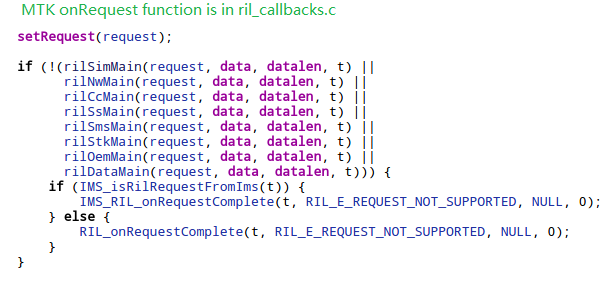 MTK onRequest function is in ril_callbacks.c
setRequest(request);
if (!(rilSimMain(request, data, datalen, t) ||
rilNwMain(request, data, datalen, t) ||
rilCcMain(request, data, datalen, t) ||
rilSsMain(request, data, datalen, t) ||
rilSmsMain(request, data, datalen, t) ||
rilStkMain(request, data, datalen, t) ||
rilOemMain(request, data, datalen, t) ||
rilDataMain(request, data, datalen, t))) {
if (IMS_isRilRequestFromIms(t)) {
IMS_RIL_onRequestComplete(t, RIL_E_REQUEST_NOT_SUPPORTED, NULL, 0);
} else {
RIL_onRequestComplete(t, RIL_E_REQUEST_NOT_SUPPORTED, NULL, 0);
}
}